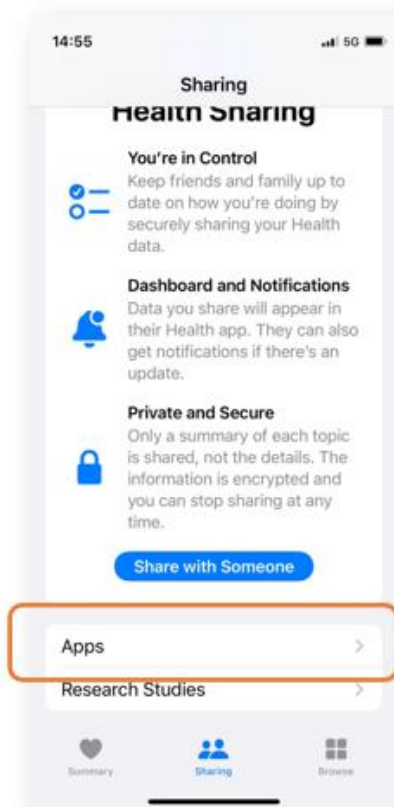 14:55
5G
Sharing
Health Sharing
You're in Control
Keep friends and family up to
date on how you're doing by
securely sharing your Health
data.
Dashboard and Notifications
Data you share will appear in
their Health app. They can also
get notifications if there's an
update.
Private and Secure
Only a summary of each topic
is shared, not the details. The
information is encrypted and
you can stop sharing at any
time.
Share with Someone
Apps
Research Studies
Summary
Sharing
Browse